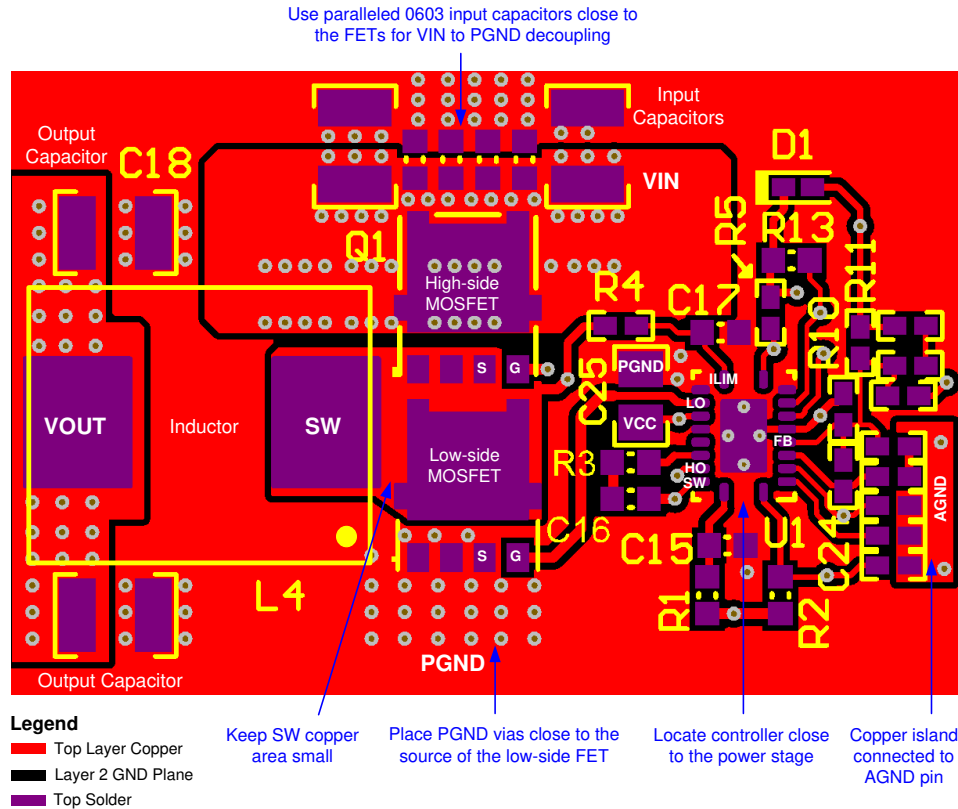 Use paralleled 0603 input capacitors close to
the FETs for VIN to PGND decoupling
Input
Capacitors
Output
Capacitor
C18
D1
VIN
R5
R13
Q1
R11
High-side
MOSFET
R4
C17
R10
PGND
ILIM
S
G
C25
LO
VOUT
Inductor
SW
VCC
FB
Low-side
MOSFET
R3
HO
SW
AGND
C16
S
G
C15
U1
C24
L4
R1
R2
PGND
Output Capacitor
Legend
Top Layer Copper
Layer 2 GND Plane
Top Solder
Keep SW copper
area small
Place PGND vias close to the
source of the low-side FET
Locate controller close
to the power stage
Copper island
connected to
AGND pin